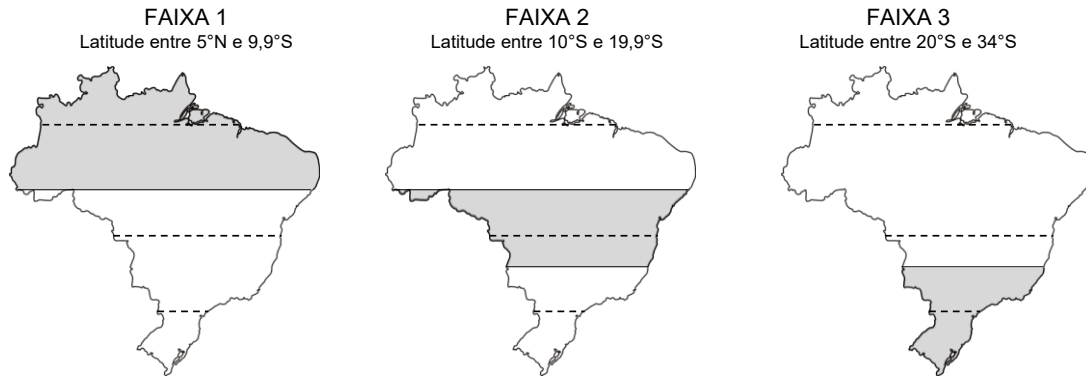 FAIXA 1
Latitude entre 5°N e 9,9°S
FAIXA 2
Latitude entre 10°S e 19,9°S
FAIXA 3
Latitude entre 20°S e 34°S